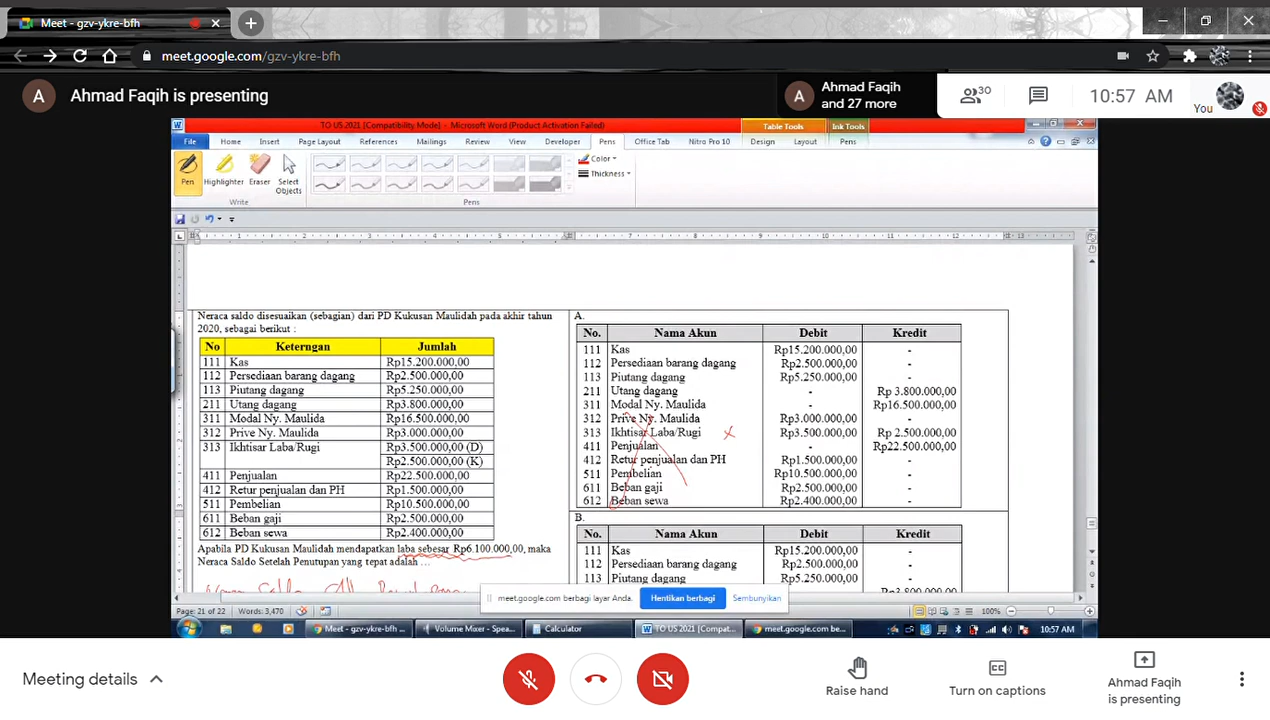 Meet - gzv-ykre-bfh
meet.google.com/gzv-ykre-bfh
A
Ahmad Faqih is presenting
A
Ahmad Faqih
and 27 more
30
10:57 AM
You
TO US 2021 [Compatibility Mode] - Microsoft Word (Product Activation Failed)
Table Tools
Ink Tools
File
Home
Insert
Page Layout
References
Mailings
Review
View
Developer
Pens
Office Tab
Nitro Pro 10
Design
Layout
Pens
Pen
Highlighter
Eraser
Select Objects
Color
Thickness
Write
Pens
Neraca saldo disesuaikan (sebagian) dari PD Kukusan Maulidah pada akhir tahun
2020, sebagai berikut :
No Keterngan Jumlah
111 Kas Rp15.200.000,00
112 Persediaan barang dagang Rp2.500.000,00
113 Piutang dagang Rp5.250.000,00
211 Utang dagang Rp3.800.000,00
311 Modal Ny. Maulida Rp16.500.000,00
312 Prive Ny. Maulida Rp3.000.000,00
313 Ikhtisar Laba/Rugi Rp3.500.000,00 (D)
Rp2.500.000,00 (K)
411 Penjualan Rp22.500.000,00
412 Retur penjualan dan PH Rp1.500.000,00
511 Pembelian Rp10.500.000,00
611 Beban gaji Rp2.500.000,00
612 Beban sewa Rp2.400.000,00
Apabila PD Kukusan Maulidah mendapatkan laba sebesar Rp6.100.000,00, maka
Neraca Saldo Setelah Penutupan yang tepat adalah ...
A.
No. Nama Akun Debit Kredit
111 Kas Rp15.200.000,00 -
112 Persediaan barang dagang Rp2.500.000,00 -
113 Piutang dagang Rp5.250.000,00 -
211 Utang dagang - Rp 3.800.000,00
311 Modal Ny. Maulida - Rp16.500.000,00
312 Prive Ny. Maulida Rp3.000.000,00 -
313 Ikhtisar Laba/Rugi Rp3.500.000,00 Rp 2.500.000,00
411 Penjualan - Rp22.500.000,00
412 Retur penjualan dan PH Rp1.500.000,00 -
511 Pembelian Rp10.500.000,00 -
611 Beban gaji Rp2.500.000,00 -
612 Beban sewa Rp2.400.000,00 -
B.
No. Nama Akun Debit Kredit
111 Kas Rp15.200.000,00 -
112 Persediaan barang dagang Rp2.500.000,00 -
113 Piutang dagang Rp5.250.000,00 -
meet.google.com berbagi layar Anda.
Hentikan berbagi
Sembunyikan
Page: 21 of 22
Words: 3,470
100%
Meet - gzv-ykre-bfh ...
Volume Mixer - Spea...
Calculator
TO US 2021 [Compat...
meet.google.com be...
10:57 AM
Meeting details
Raise hand
CC
Turn on captions
Ahmad Faqih
is presenting